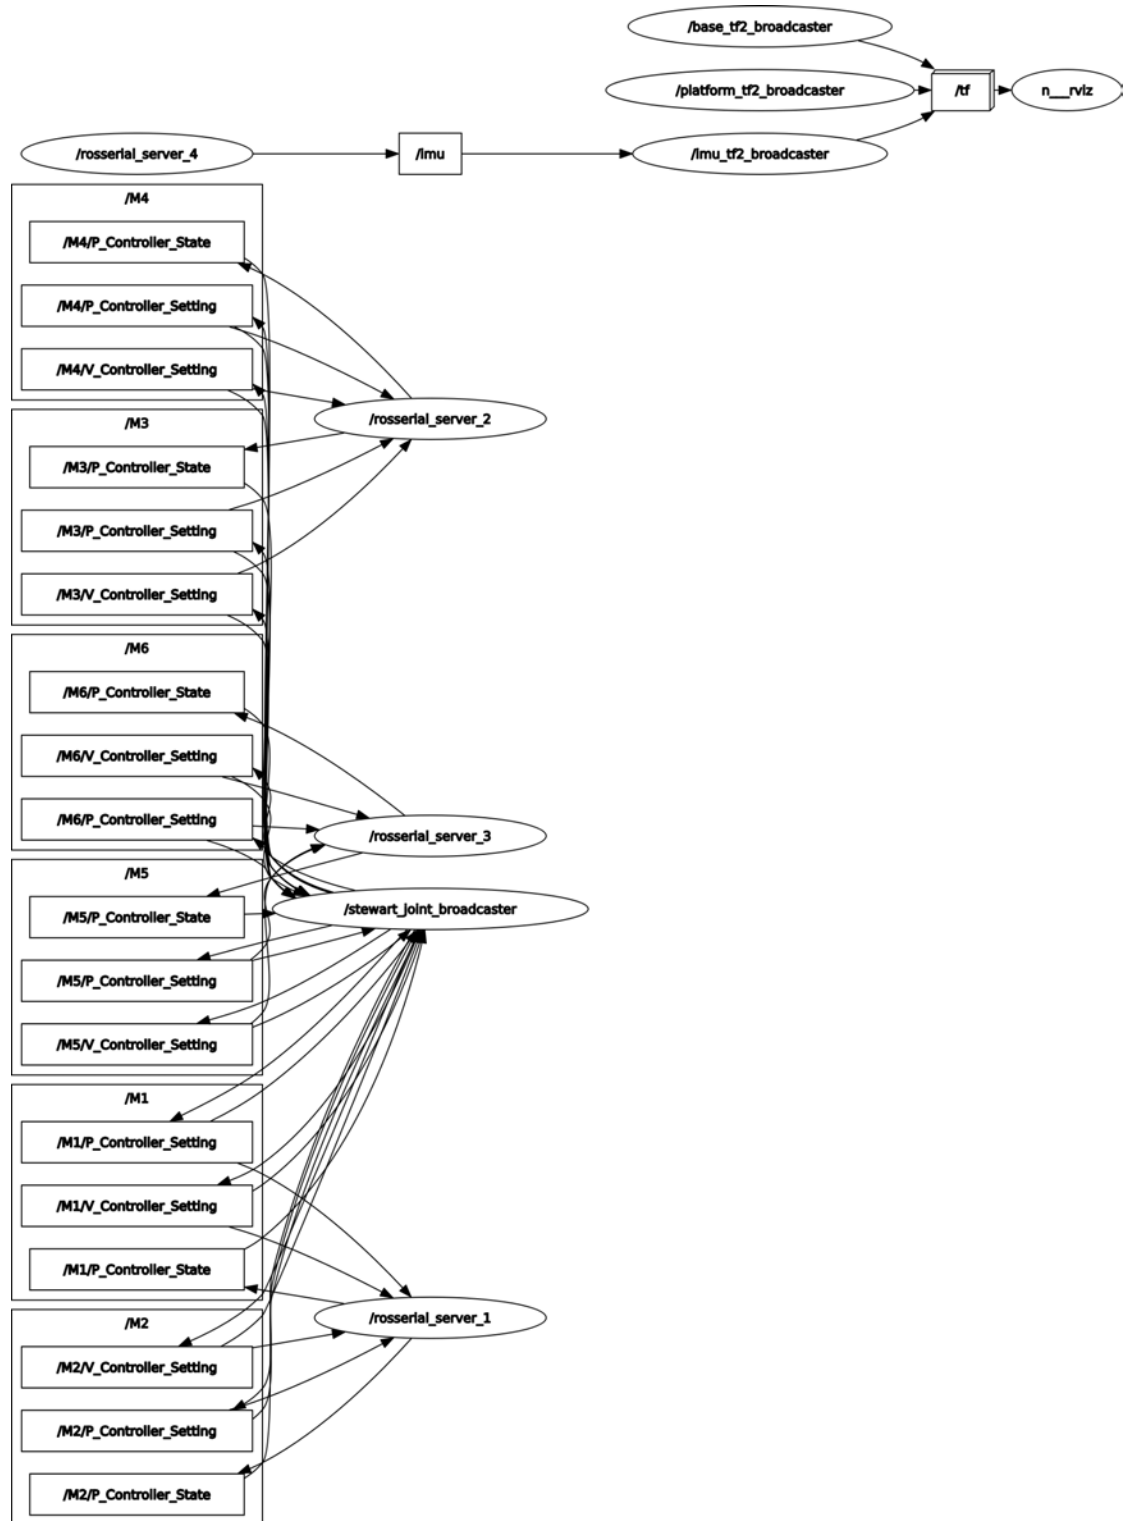 /base_tf2_broadcaster
/platform_tf2_broadcaster
/tf
n___rviz
/rosserial_server_4
/imu
/imu_tf2_broadcaster
/M4
/M4/P_Controller_State
/M4/P_Controller_Setting
/M4/V_Controller_Setting
/rosserial_server_2
/M3
/M3/P_Controller_State
/M3/P_Controller_Setting
/M3/V_Controller_Setting
/M6
/M6/P_Controller_State
/M6/V_Controller_Setting
/M6/P_Controller_Setting
/rosserial_server_3
/M5
/M5/P_Controller_State
/stewart_joint_broadcaster
/M5/P_Controller_Setting
/M5/V_Controller_Setting
/M1
/M1/P_Controller_Setting
/M1/V_Controller_Setting
/M1/P_Controller_State
/rosserial_server_1
/M2
/M2/V_Controller_Setting
/M2/P_Controller_Setting
/M2/P_Controller_State